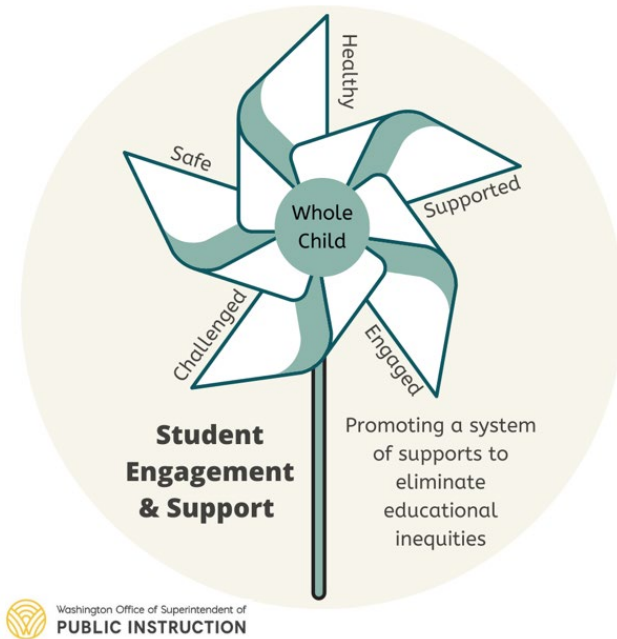 Healthy
Safe
Supported
Whole
Child
Challenged
Engaged
Student
Engagement
& Support
Promoting a system
of supports to
eliminate
educational
inequities
Washington Office of Superintendent of
PUBLIC INSTRUCTION